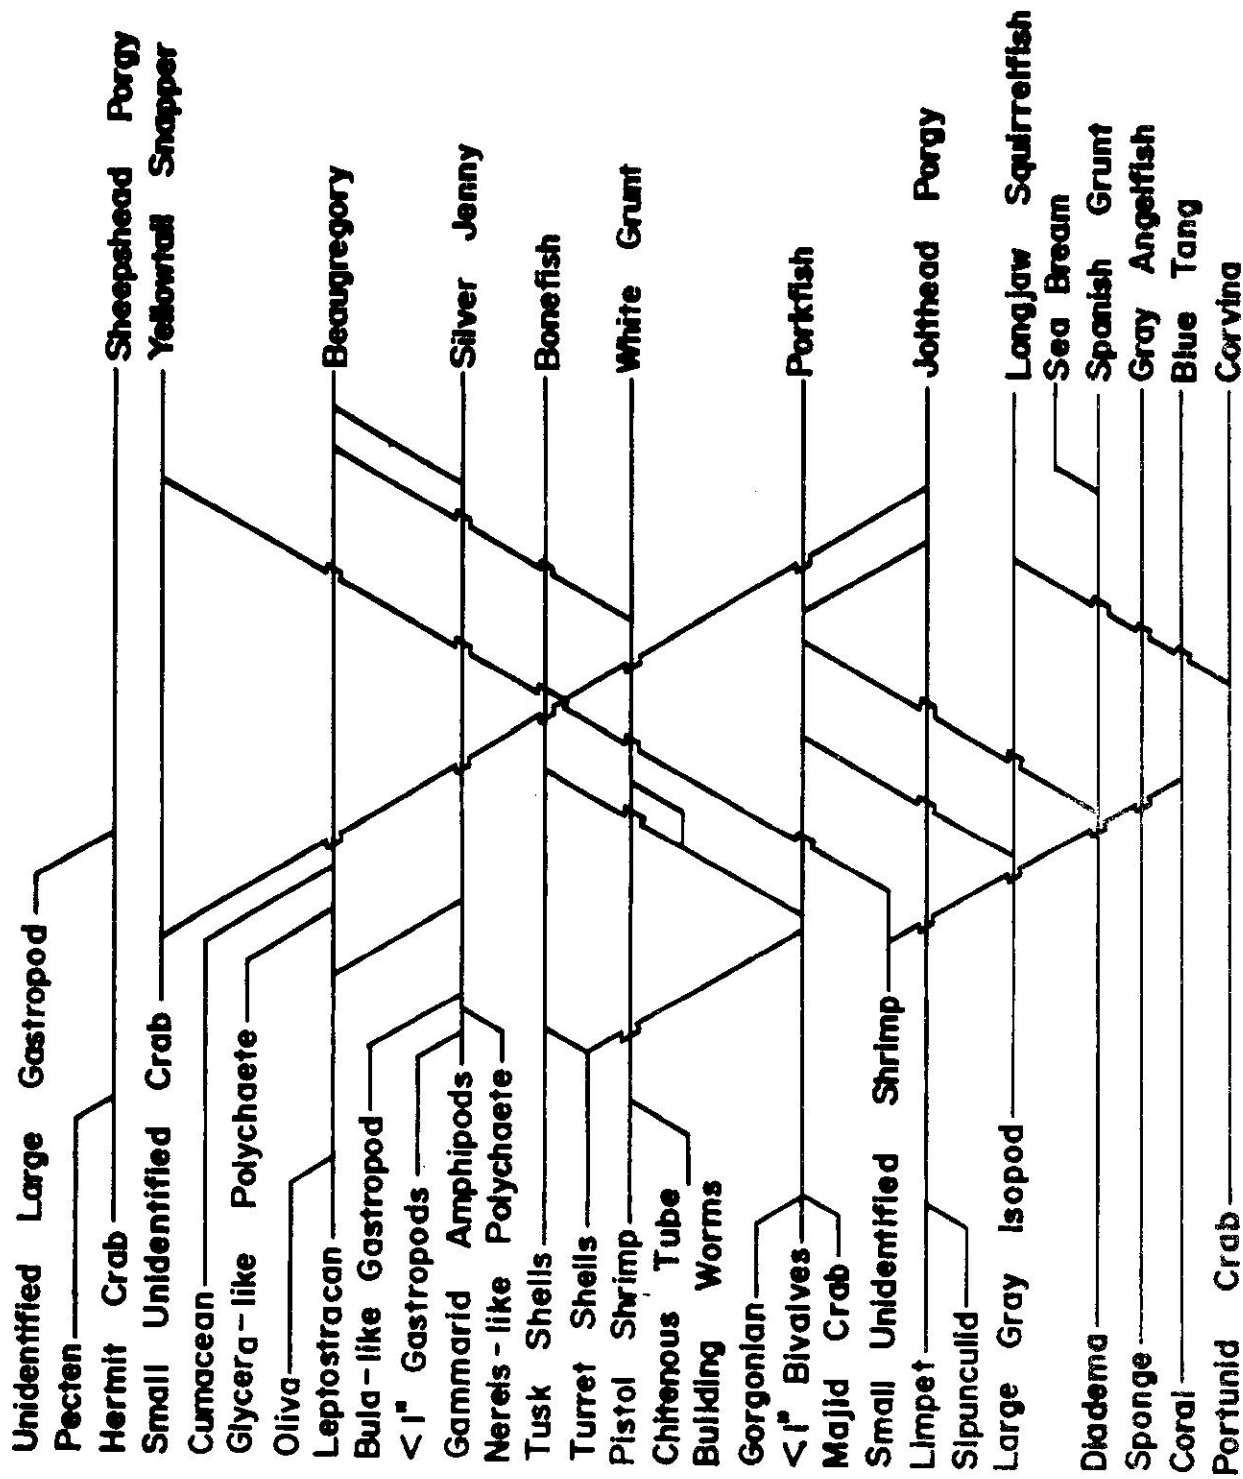 Unidentified Large Gastropod
Pecten
Hermit Crab
Small Unidentified Crab
Cumacean
Glycera-like Polychaete
Oliva
Leptostracan
Bula-like Gastropod
<1" Gastropods
Gammarid Amphipods
Nereis-like Polychaete
Tusk Shells
Turret Shells
Pistol Shrimp
Chitenous Tube
Building Worms
Gorgonian
<1" Bivalves
Majid Crab
Small Unidentified Shrimp
Limpet
Sipunculid
Large Gray Isopod
Diadema
Sponge
Coral
Portunid Crab
Sheepshead Porgy
Yellowtail Snapper
Beaugregory
Silver Jenny
Bonefish
White Grunt
Porkfish
Jolthead Porgy
Longjaw Squirrelfish
Sea Bream
Spanish Grunt
Gray Angelfish
Blue Tang
Corvina